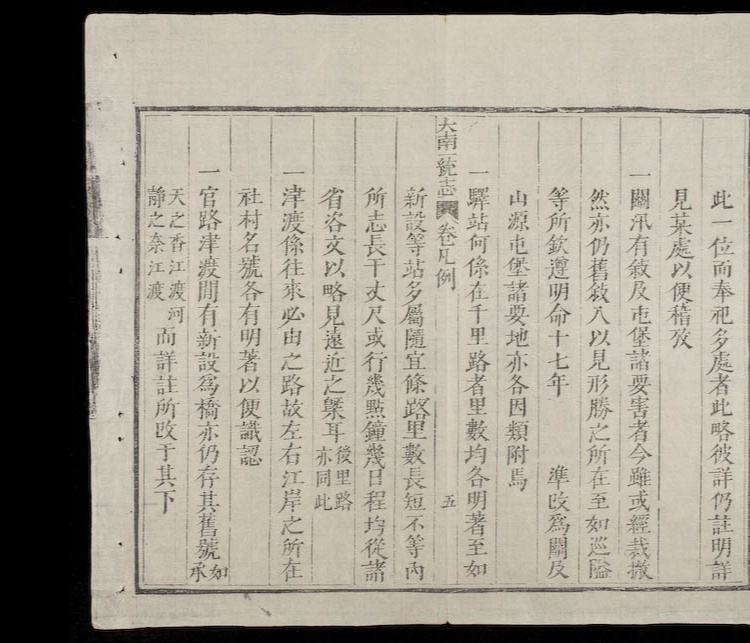 此一位而奉祀多處者此略彼詳仍註明詳
見某處以便稽攷
一關汛有敘及屯堡諸要害者今雖或經裁撤
然亦仍舊敘入以見形勝之所在至如巡隘
等所欽遵明命十七年　準改爲關反
山源屯堡諸要地亦各因類附焉
一驛站何係在千里路者里數均各明著至如
大南一統志　卷凡例　五
新設等站多屬隨宜條路里數長短不等內
所志長干丈尺或行幾點鐘幾日程均從諸
省咨文以略見遠近之槩耳後里路亦同此
一津渡係往來必由之路故左右江岸之所在
社村名號各有明著以便識認
一官路津渡間有新設爲橋亦仍存其舊號如承
天之香江渡河靜之奈江渡而詳註所改于其下